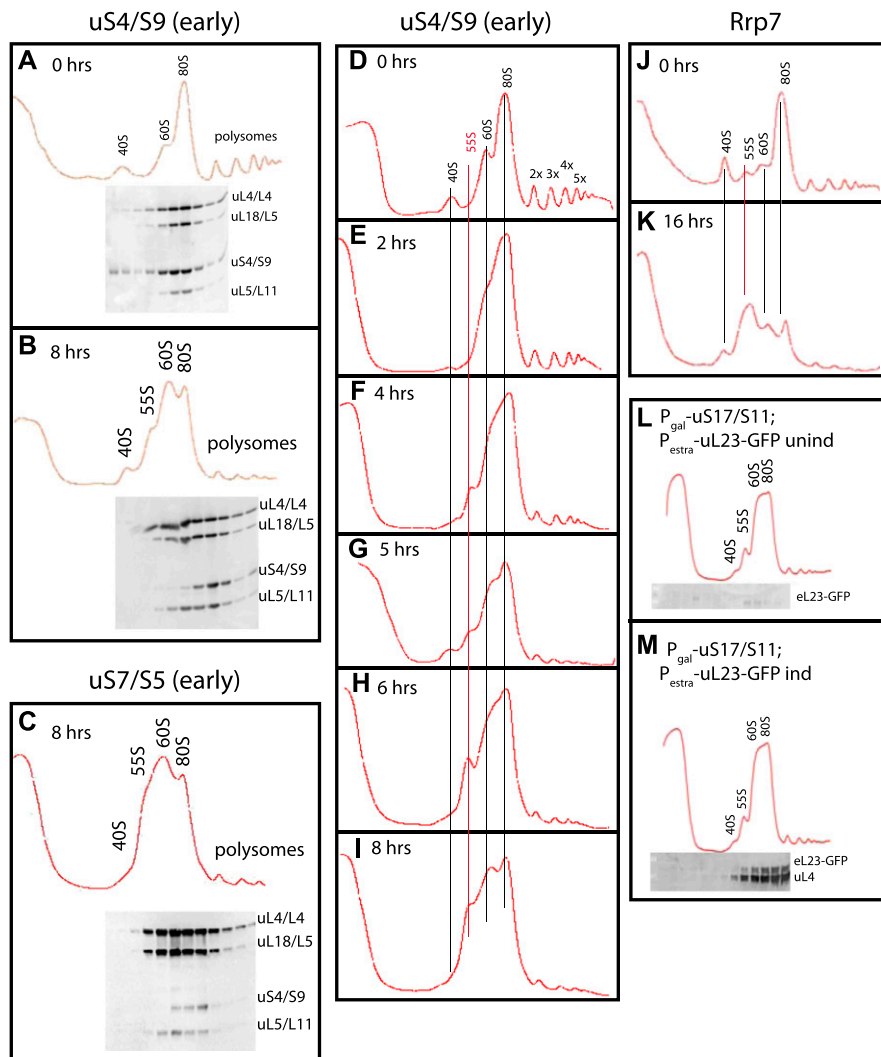 uS4/S9 (early)
A
0 hrs
40S
60S
80S
polysomes
uL4/L4
uL18/L5
uS4/S9
uL5/L11
B
8 hrs
40S
55S
60S
80S
polysomes
uL4/L4
uL18/L5
uS4/S9
uL5/L11
uS7/S5 (early)
C
8 hrs
40S
55S
60S
80S
polysomes
uL4/L4
uL18/L5
uS4/S9
uL5/L11
uS4/S9 (early)
D
0 hrs
40S
55S
60S
80S
2x
3x
4x
5x
E
2 hrs
F
4 hrs
G
5 hrs
H
6 hrs
I
8 hrs
Rrp7
J
0 hrs
40S
55S
60S
80S
K
16 hrs
L
Pgal-uS17/S11;
Pestra-uL23-GFP unind
40S
55S
60S
80S
eL23-GFP
M
Pgal-uS17/S11;
Pestra-uL23-GFP ind
40S
55S
60S
80S
eL23-GFP
uL4